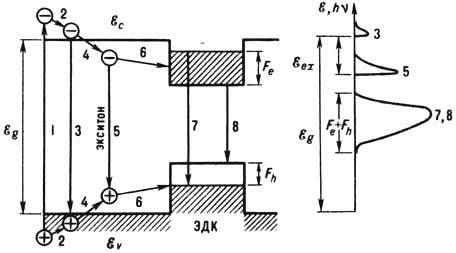 2
ε_c
4
6
F_e
ε_g
1
3
ЭКСИТОН
5
7
8
4
6
F_h
2
ε_v
ЭДК
ε, hν
3
ε_ex
5
ε_g
F_e+F_h
7,8